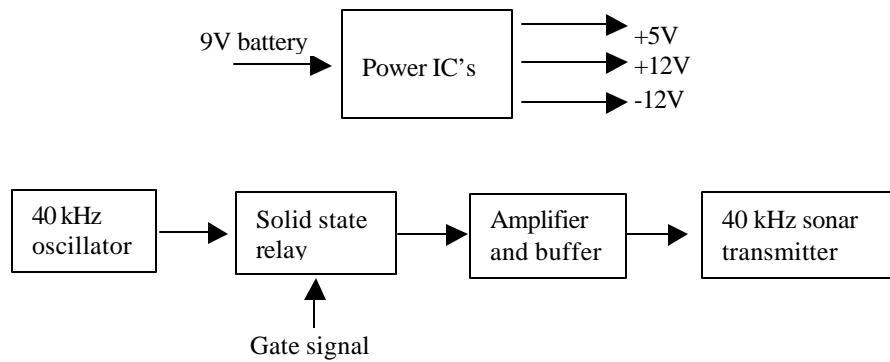 9V battery
Power IC's
+5V
+12V
-12V
40 kHz
oscillator
Solid state
relay
Amplifier
and buffer
40 kHz sonar
transmitter
Gate signal